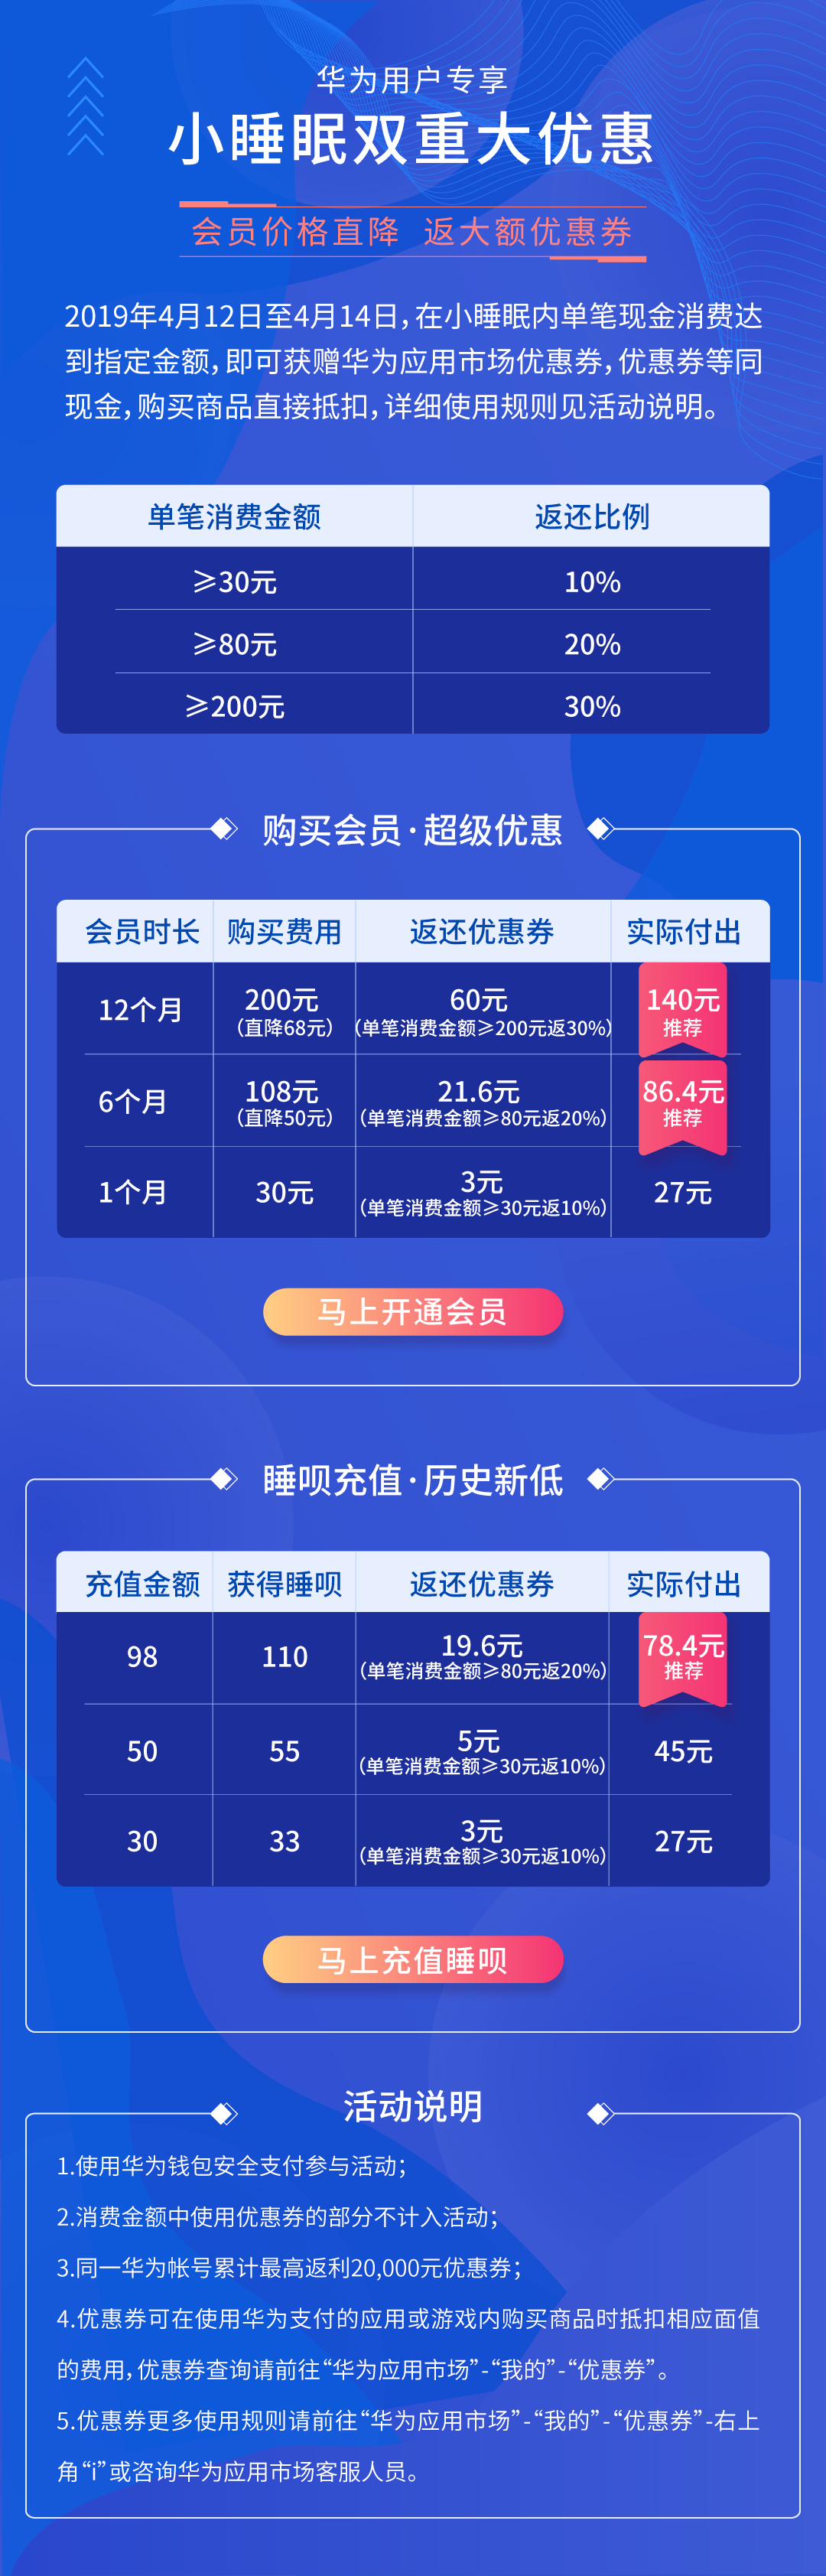 华为用户专享
小睡眠双重大优惠
会员价格直降 返大额优惠券
2019年4月12日至4月14日，在小睡眠内单笔现金消费达
到指定金额，即可获赠华为应用市场优惠券，优惠券等同
现金，购买商品直接抵扣，详细使用规则见活动说明。
单笔消费金额 返还比例
≥30元 10%
≥80元 20%
≥200元 30%
购买会员·超级优惠
会员时长 购买费用 返还优惠券 实际付出
12个月 200元 60元 140元
（直降68元） （单笔消费金额≥200元返30%） 推荐
6个月 108元 21.6元 86.4元
（直降50元） （单笔消费金额≥80元返20%） 推荐
1个月 30元 3元 27元
（单笔消费金额≥30元返10%）
马上开通会员
睡呗充值·历史新低
充值金额 获得睡呗 返还优惠券 实际付出
98 110 19.6元 78.4元
（单笔消费金额≥80元返20%） 推荐
50 55 5元 45元
（单笔消费金额≥30元返10%）
30 33 3元 27元
（单笔消费金额≥30元返10%）
马上充值睡呗
活动说明
1.使用华为钱包安全支付参与活动；
2.消费金额中使用优惠券的部分不计入活动；
3.同一华为帐号累计最高返利20,000元优惠券；
4.优惠券可在使用华为支付的应用或游戏内购买商品时抵扣相应面值
的费用，优惠券查询请前往“华为应用市场”-“我的”-“优惠券”。
5.优惠券更多使用规则请前往“华为应用市场”-“我的”-“优惠券”-右上
角“i”或咨询华为应用市场客服人员。